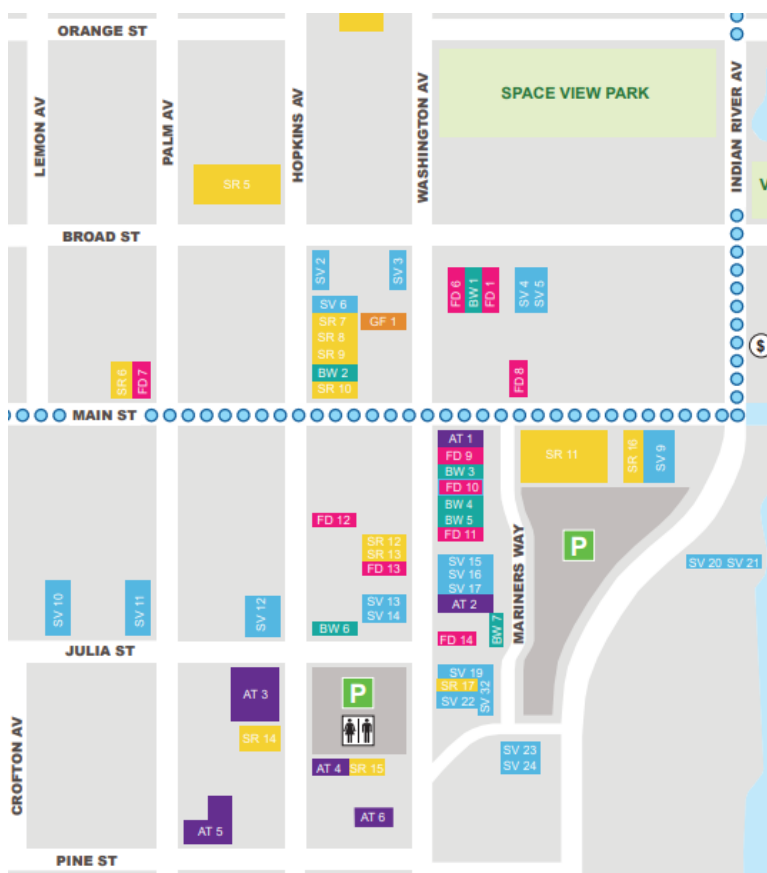 ORANGE ST
LEMON AV
PALM AV
HOPKINS AV
WASHINGTON AV
SPACE VIEW PARK
INDIAN RIVER AV
SR 5
V
BROAD ST
SV 2
SV 3
SV 6
SR 7
GF 1
SR 8
SR 9
BW 2
SR 10
FD 6
BW 1
FD 1
SV 4
SV 5
$
SR 6
FD 7
FD 8
MAIN ST
AT 1
FD 9
BW 3
FD 10
BW 4
BW 5
FD 11
SR 11
SR 16
SV 9
FD 12
SR 12
SR 13
FD 13
P
MARINERS WAY
SV 15
SV 16
SV 17
AT 2
SV 20 SV 21
SV 10
SV 11
SV 12
SV 13
SV 14
BW 6
BW 7
FD 14
JULIA ST
CROFTON AV
AT 3
SR 14
P
SV 19
SR 17
SV 22
SV 32
AT 4
SR 15
SV 23
SV 24
AT 5
AT 6
PINE ST